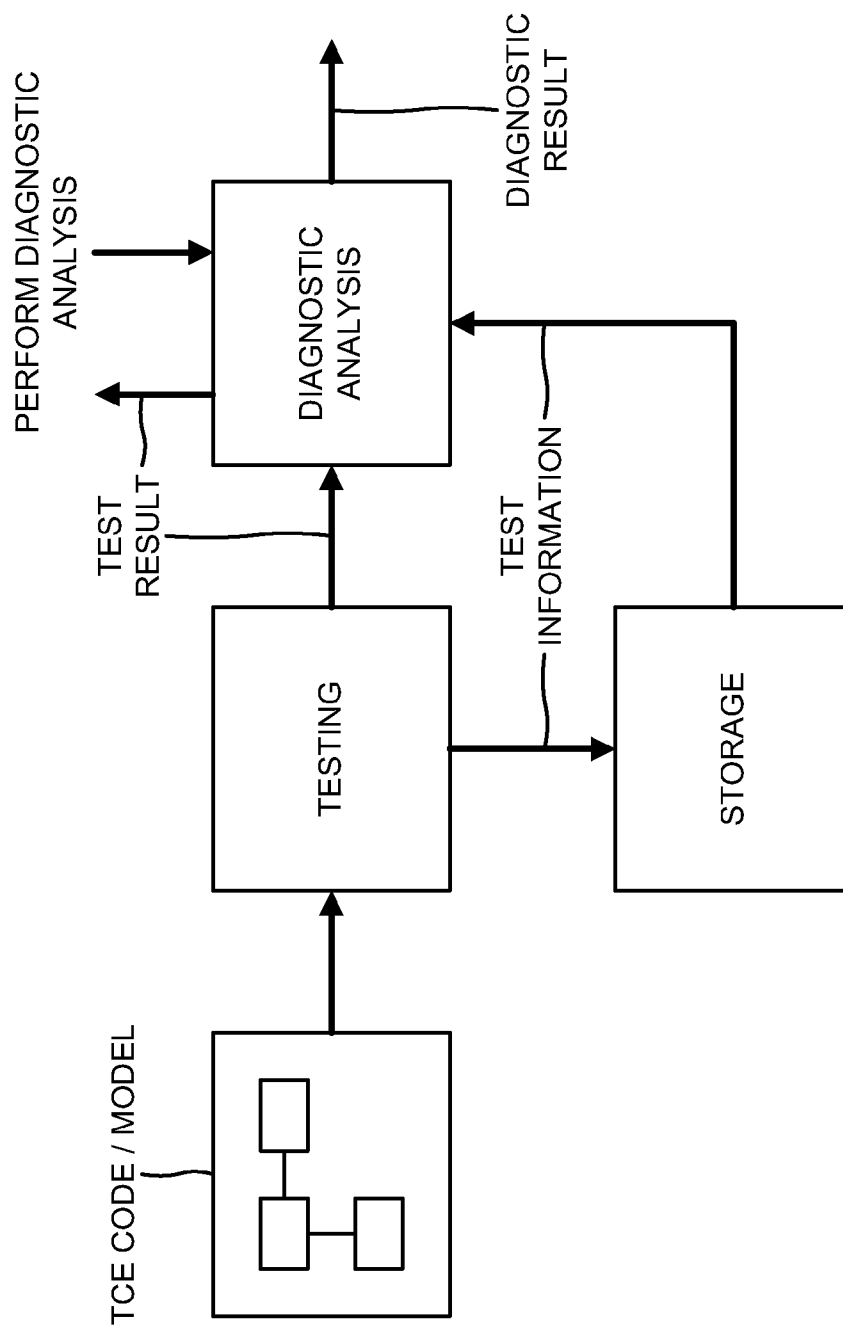 TCE CODE / MODEL
TESTING
TEST
RESULT
PERFORM DIAGNOSTIC
ANALYSIS
DIAGNOSTIC
ANALYSIS
DIAGNOSTIC
RESULT
TEST
INFORMATION
STORAGE